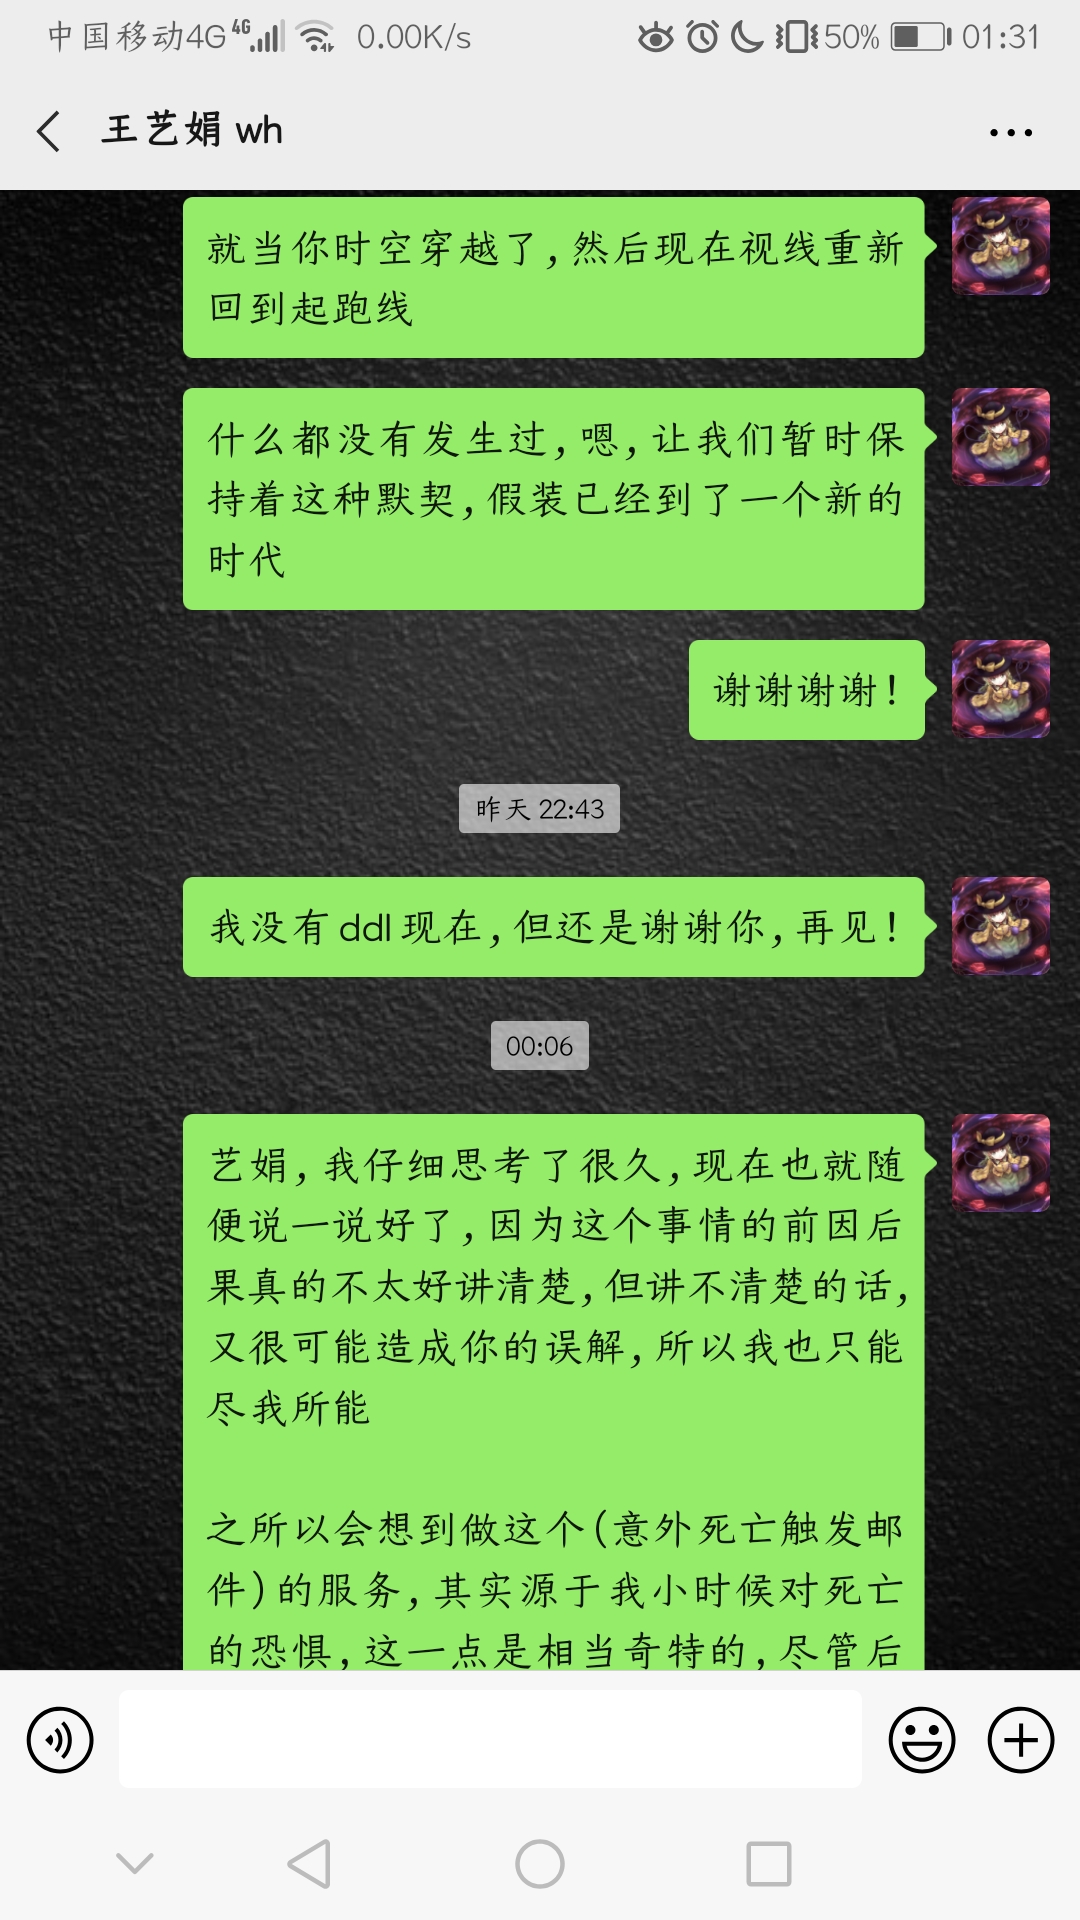 中国移动4G 4G 0.00K/s 50% 01:31
王艺娟 wh
就当你时空穿越了,然后现在视线重新
回到起跑线
什么都没有发生过,嗯,让我们暂时保
持着这种默契,假装已经到了一个新的
时代
谢谢谢谢!
昨天 22:43
我没有 ddl 现在,但还是谢谢你,再见!
00:06
艺娟,我仔细思考了很久,现在也就随
便说一说好了,因为这个事情的前因后
果真的不太好讲清楚,但讲不清楚的话,
又很可能造成你的误解,所以我也只能
尽我所能
之所以会想到做这个(意外死亡触发邮
件)的服务,其实源于我小时候对死亡
的恐惧,这一点是相当奇特的,尽管后